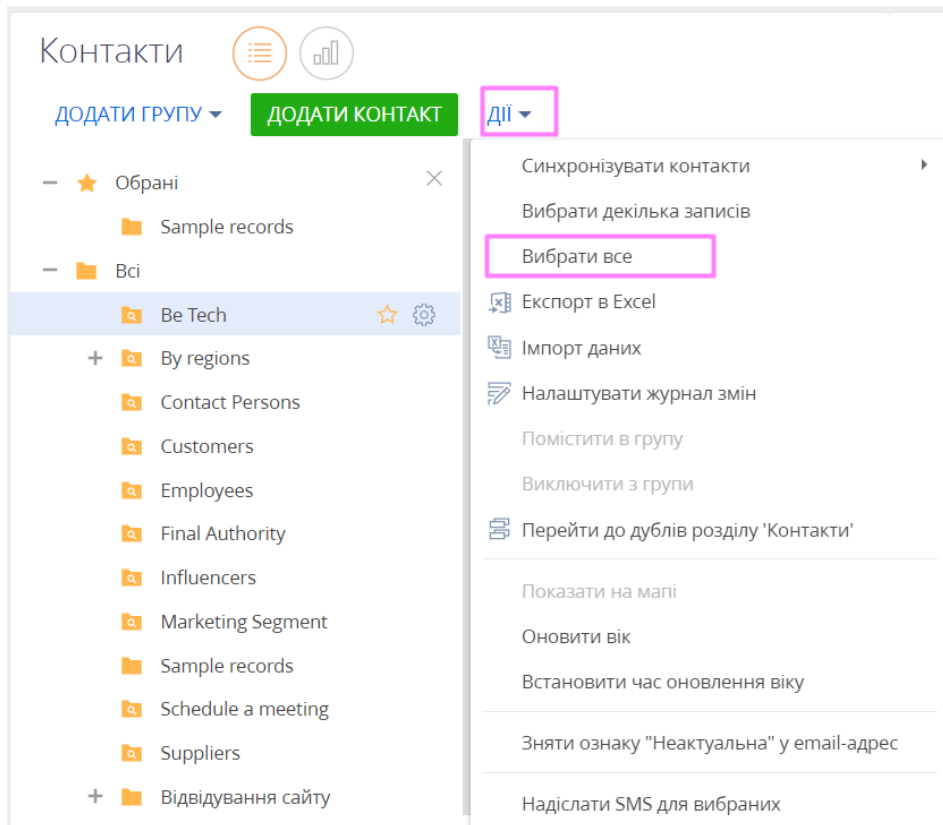 Контакти
ДОДАТИ ГРУПУ
ДОДАТИ КОНТАКТ
ДІЇ
Обрані
Sample records
Всі
Be Tech
By regions
Contact Persons
Customers
Employees
Final Authority
Influencers
Marketing Segment
Sample records
Schedule a meeting
Suppliers
Відвідування сайту
Синхронізувати контакти
Вибрати декілька записів
Вибрати все
Експорт в Excel
Імпорт даних
Налаштувати журнал змін
Помістити в групу
Виключити з групи
Перейти до дублів розділу 'Контакти'
Показати на мапі
Оновити вік
Встановити час оновлення віку
Зняти ознаку "Неактуальна" у email-адрес
Надіслати SMS для вибраних